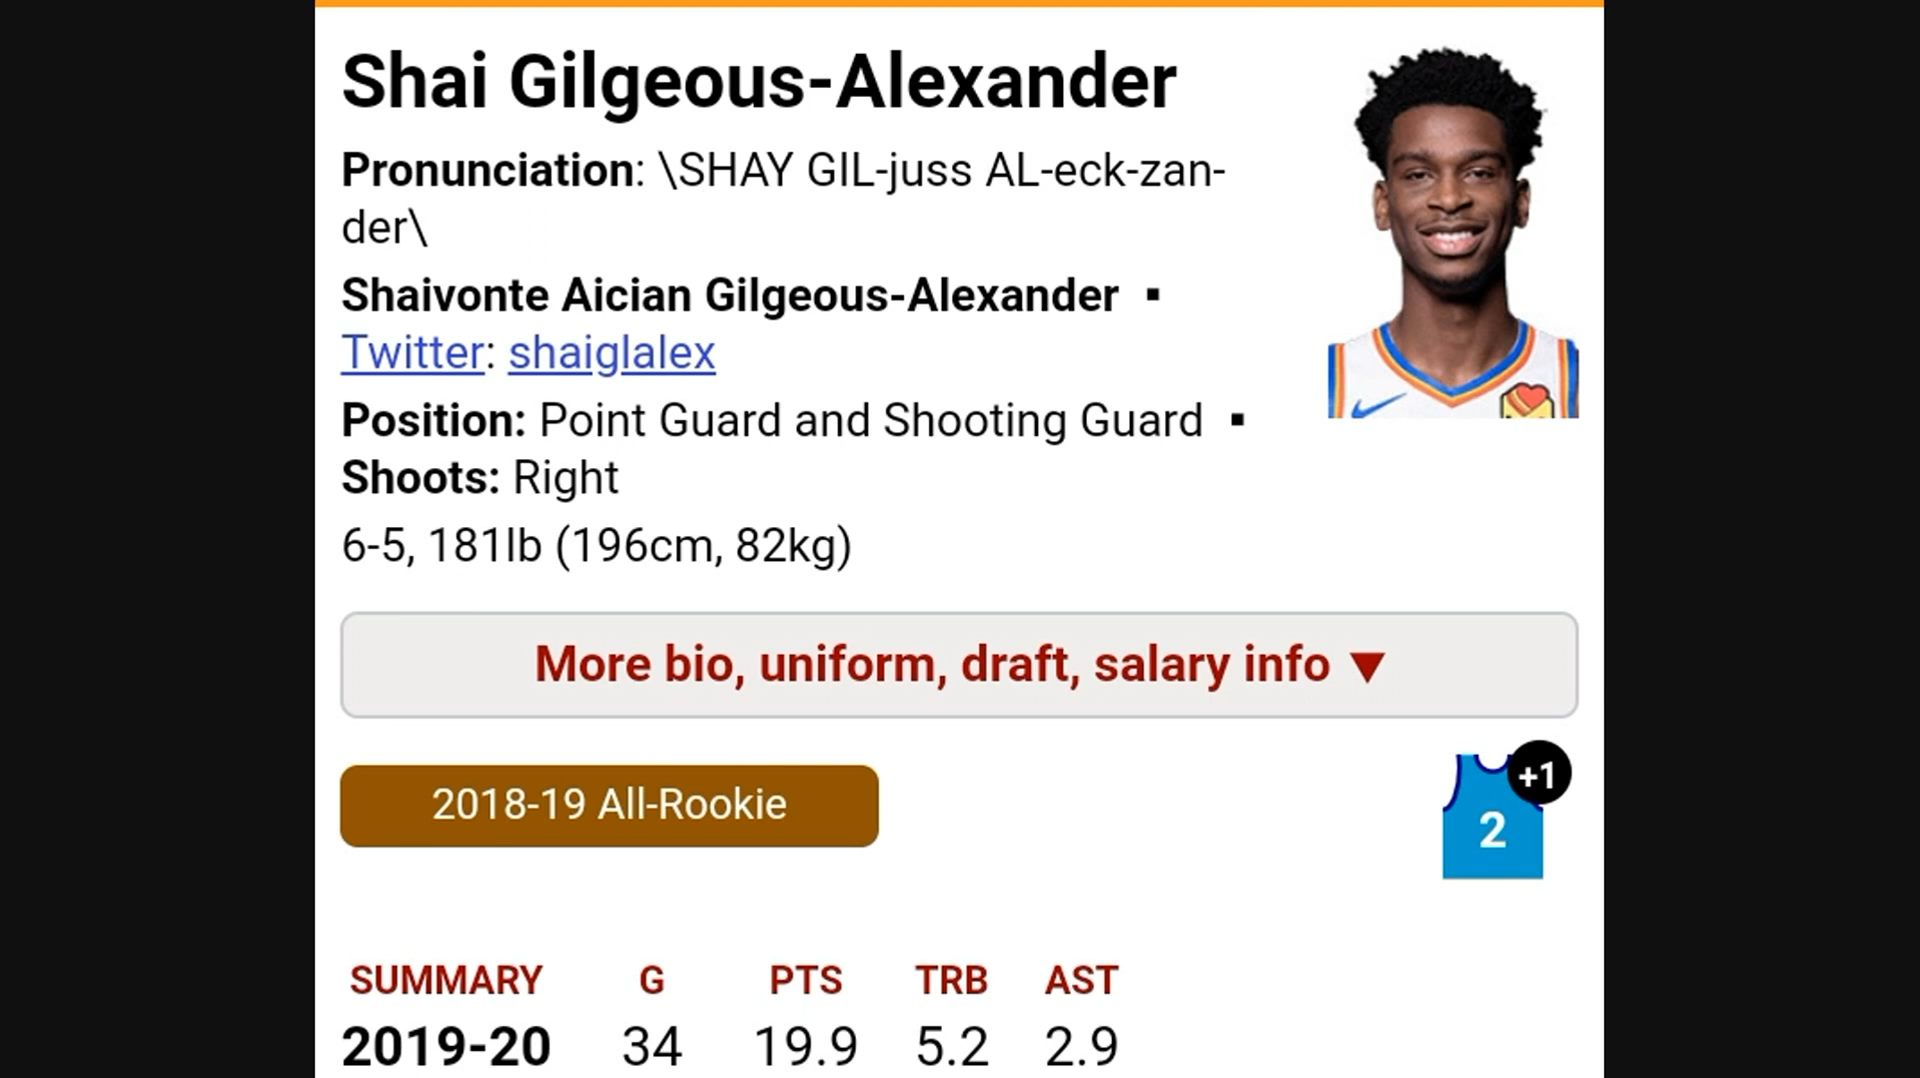 Shai Gilgeous-Alexander
Pronunciation: \SHAY GIL-juss AL-eck-zan-
der\
Shaivonte Aician Gilgeous-Alexander ▪
Twitter: shaiglalex
Position: Point Guard and Shooting Guard ▪
Shoots: Right
6-5, 181lb (196cm, 82kg)
More bio, uniform, draft, salary info ▼
2018-19 All-Rookie
+1
2
SUMMARY G PTS TRB AST
2019-20 34 19.9 5.2 2.9